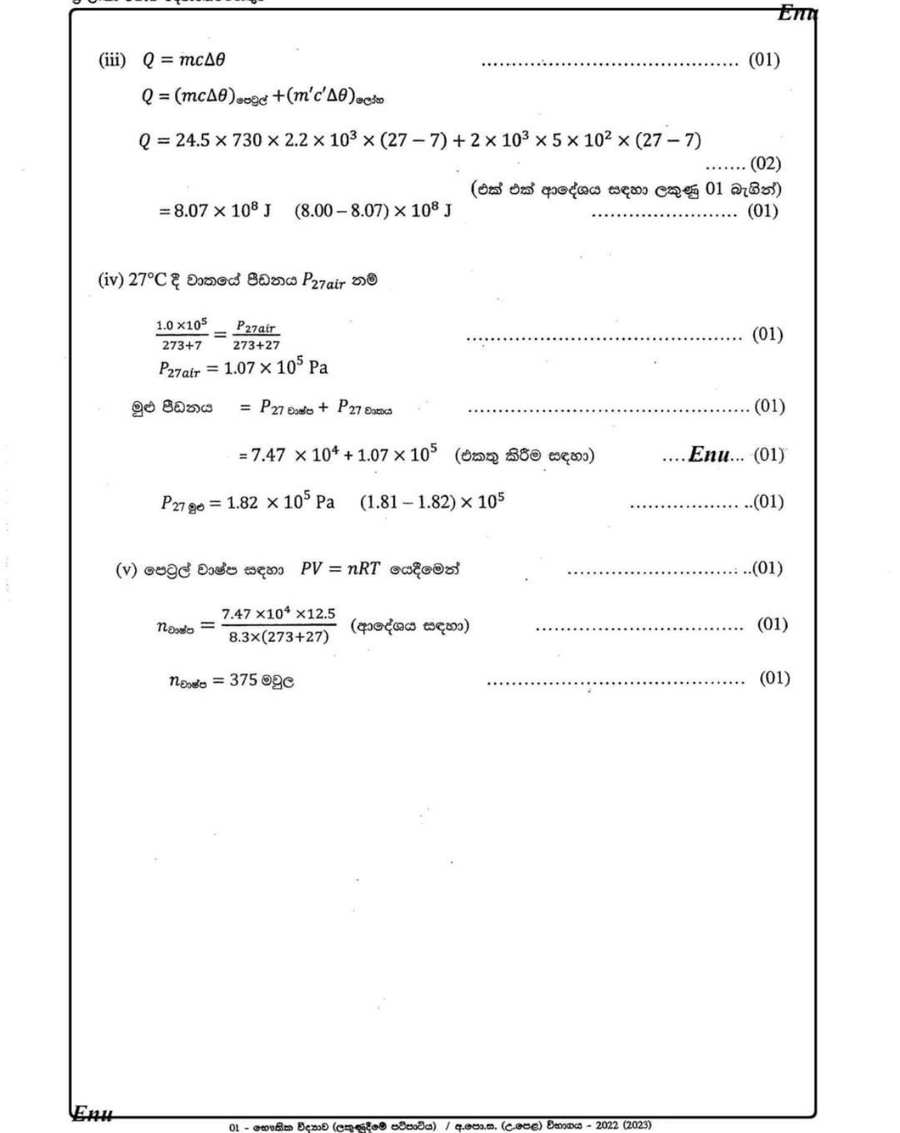 Enu
(iii) Q = mcΔθ ........................................... (01)
Q = (mcΔθ)පෙට්‍රල් +(m′c′Δθ)ලෝහ
Q = 24.5 × 730 × 2.2 × 10³ × (27 − 7) + 2 × 10³ × 5 × 10² × (27 − 7)
....... (02)
(එක් එක් ආදේශය සඳහා ලකුණු 01 බැගින්)
= 8.07 × 10⁸ J (8.00 – 8.07) × 10⁸ J ........................ (01)
(iv) 27°C දී වාතයේ පීඩනය P27air නම්
1.0 ×10⁵/273+7 = P27air/273+27 .............................................. (01)
P27air = 1.07 × 10⁵ Pa
මුළු පීඩනය = P27 වාෂ්ප + P27 වාතය ............................................... (01)
= 7.47 × 10⁴ + 1.07 × 10⁵ (එකතු කිරීම සඳහා) ....Enu... (01)
P27 මුළු = 1.82 × 10⁵ Pa (1.81 – 1.82) × 10⁵ .................. ..(01)
(v) පෙට්‍රල් වාෂ්ප සඳහා PV = nRT යෙදීමෙන් ............................ ..(01)
nවාෂ්ප = 7.47 ×10⁴ ×12.5/8.3×(273+27) (ආදේශය සඳහා) ................................... (01)
nවාෂ්ප = 375 මවුල ........................................... (01)
Enu
01 - භෞතික විද්‍යාව (ලකුණුදීමේ පටිපාටිය) / අ.පො.ස. (උ.පෙළ) විභාගය - 2022 (2023)